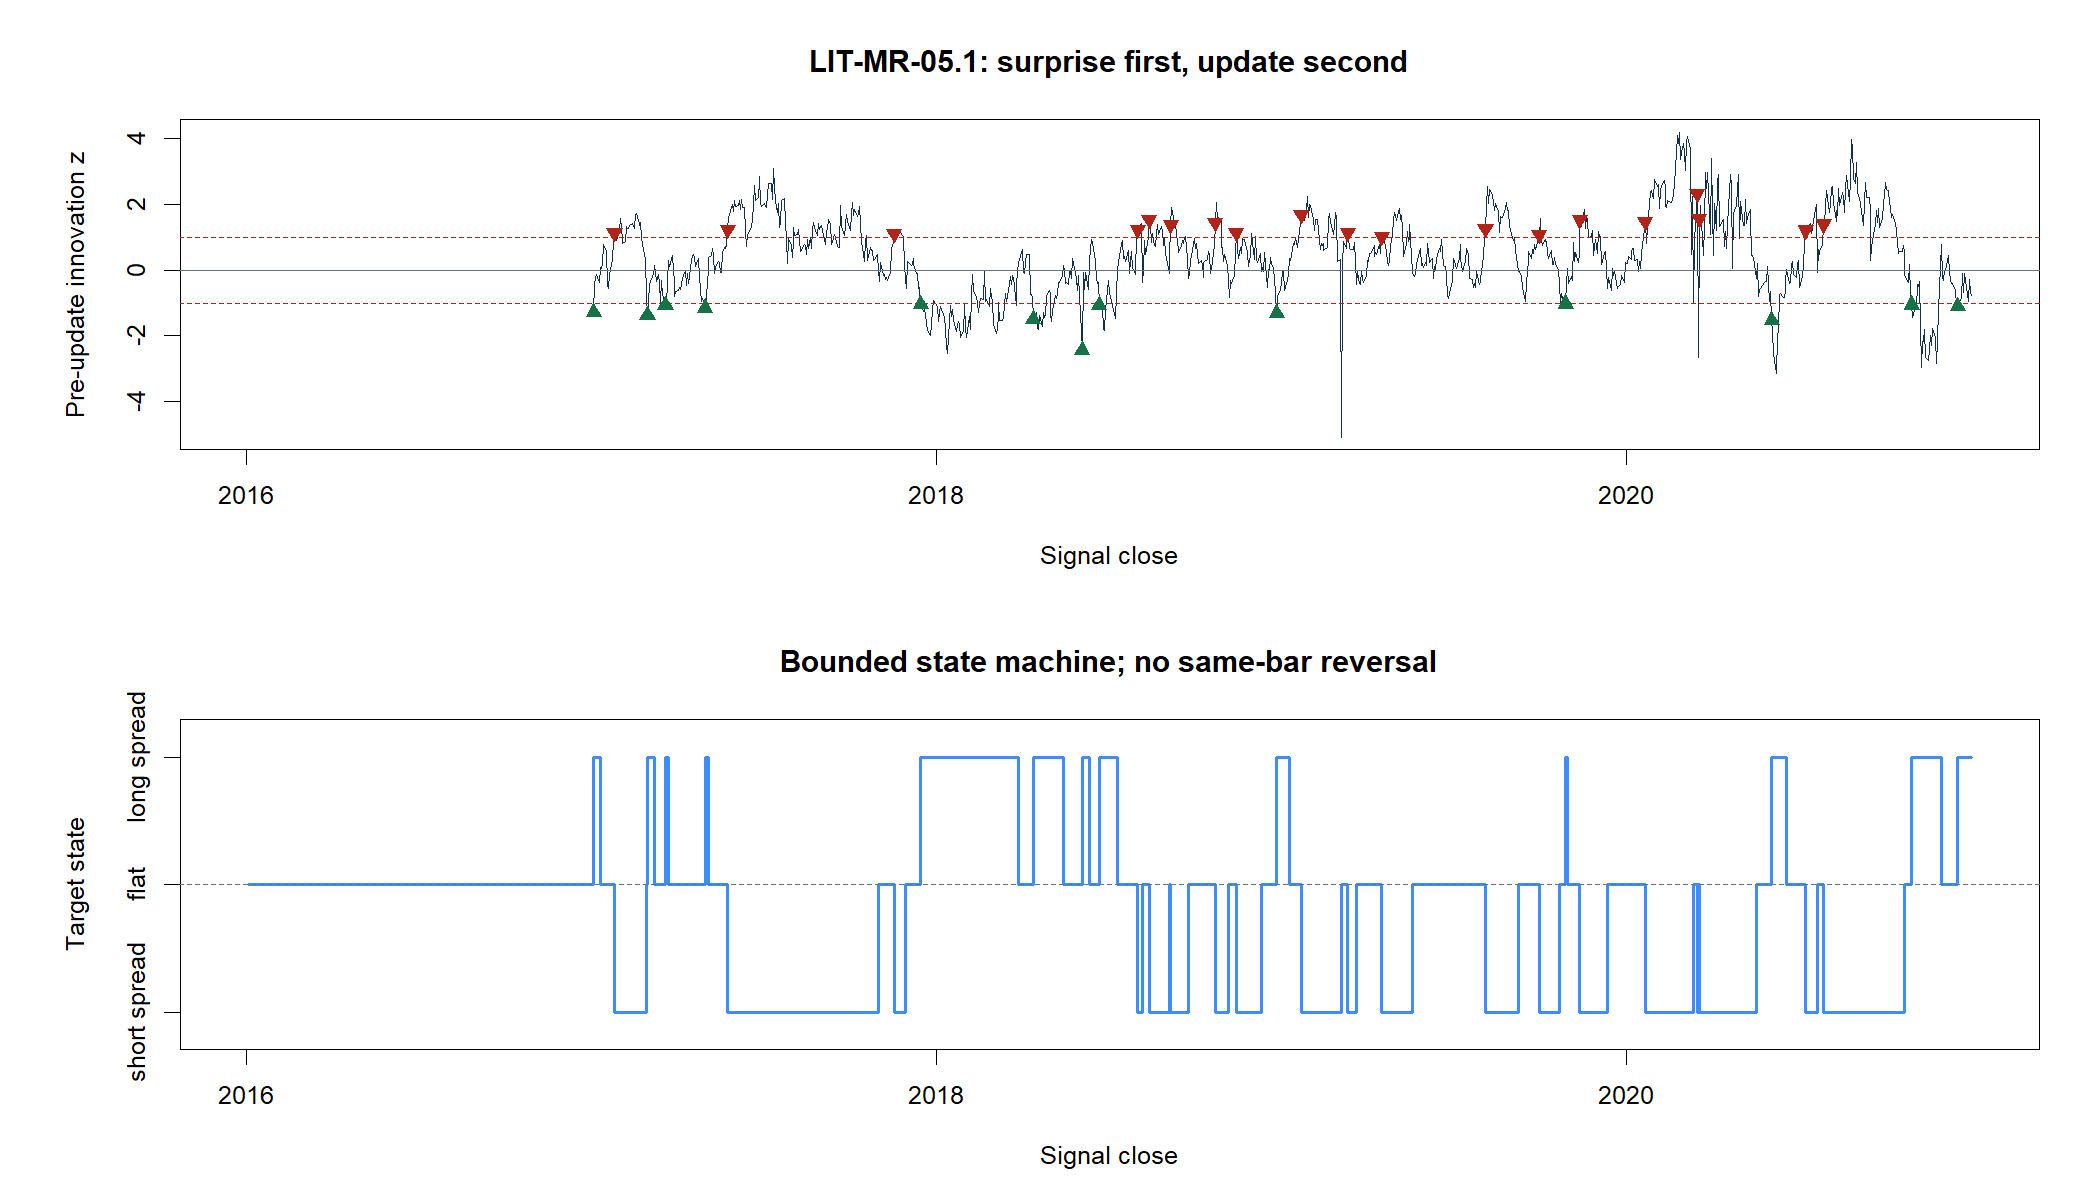 LIT-MR-05.1: surprise first, update second
Pre-update innovation z
4
2
0
-2
-4
2016
2018
2020
Signal close
Bounded state machine; no same-bar reversal
Target state
long spread
flat
short spread
2016
2018
2020
Signal close